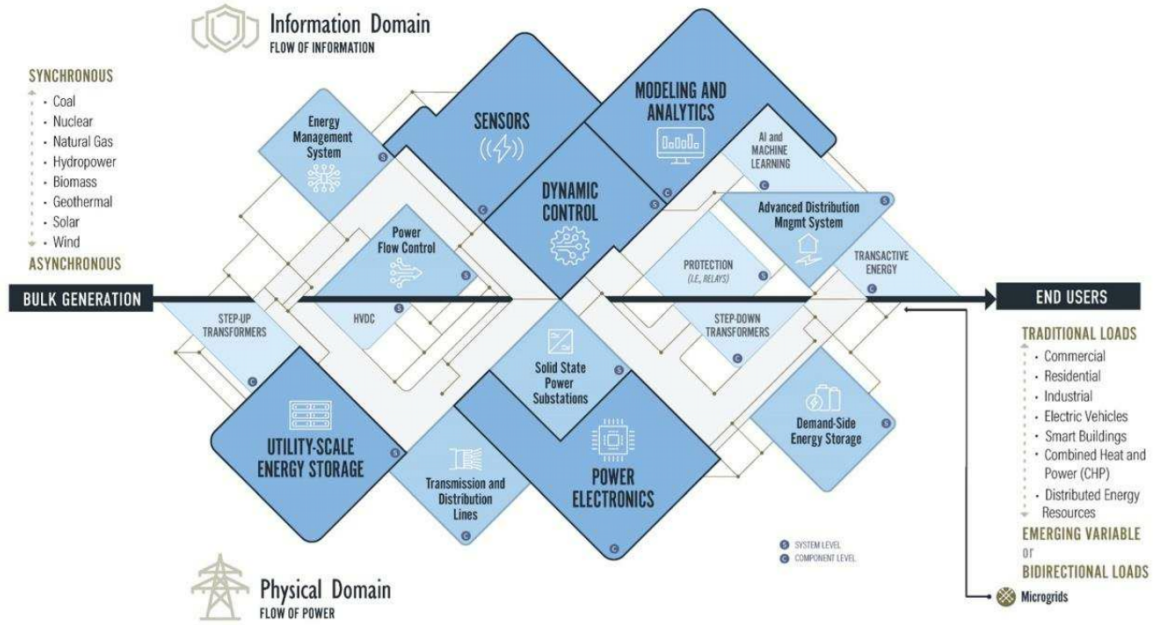 Information Domain
FLOW OF INFORMATION
SYNCHRONOUS
• Coal
• Nuclear
• Natural Gas
• Hydropower
• Biomass
• Geothermal
• Solar
• Wind
ASYNCHRONOUS
BULK GENERATION
Energy
Management
System
S
SENSORS
C
MODELING AND
ANALYTICS
C
AI and
MACHINE
LEARNING
C
DYNAMIC
CONTROL
S
Advanced Distribution
Mngmt System
S
Power
Flow Control
S
PROTECTION
(I.E., RELAYS)
S
TRANSACTIVE
ENERGY
C
STEP-UP
TRANSFORMERS
C
HVDC
S
STEP-DOWN
TRANSFORMERS
C
Solid State
Power
Substations
S
UTILITY-SCALE
ENERGY STORAGE
S
Transmission and
Distribution
Lines
C
POWER
ELECTRONICS
C
Demand-Side
Energy Storage
S
S SYSTEM LEVEL
C COMPONENT LEVEL
END USERS
TRADITIONAL LOADS
• Commercial
• Residential
• Industrial
• Electric Vehicles
• Smart Buildings
• Combined Heat and
Power (CHP)
• Distributed Energy
Resources
EMERGING VARIABLE
or
BIDIRECTIONAL LOADS
Microgrids
Physical Domain
FLOW OF POWER